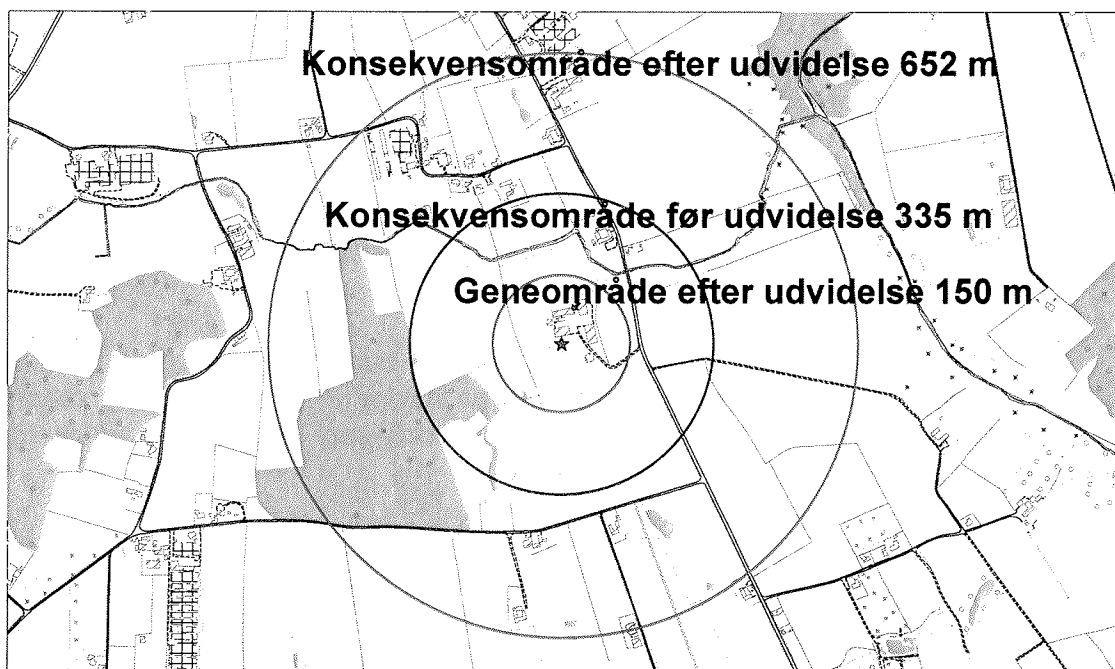 Konsekvensområde efter udvidelse 652 m
Konsekvensområde før udvidelse 335 m
Geneområde efter udvidelse 150 m